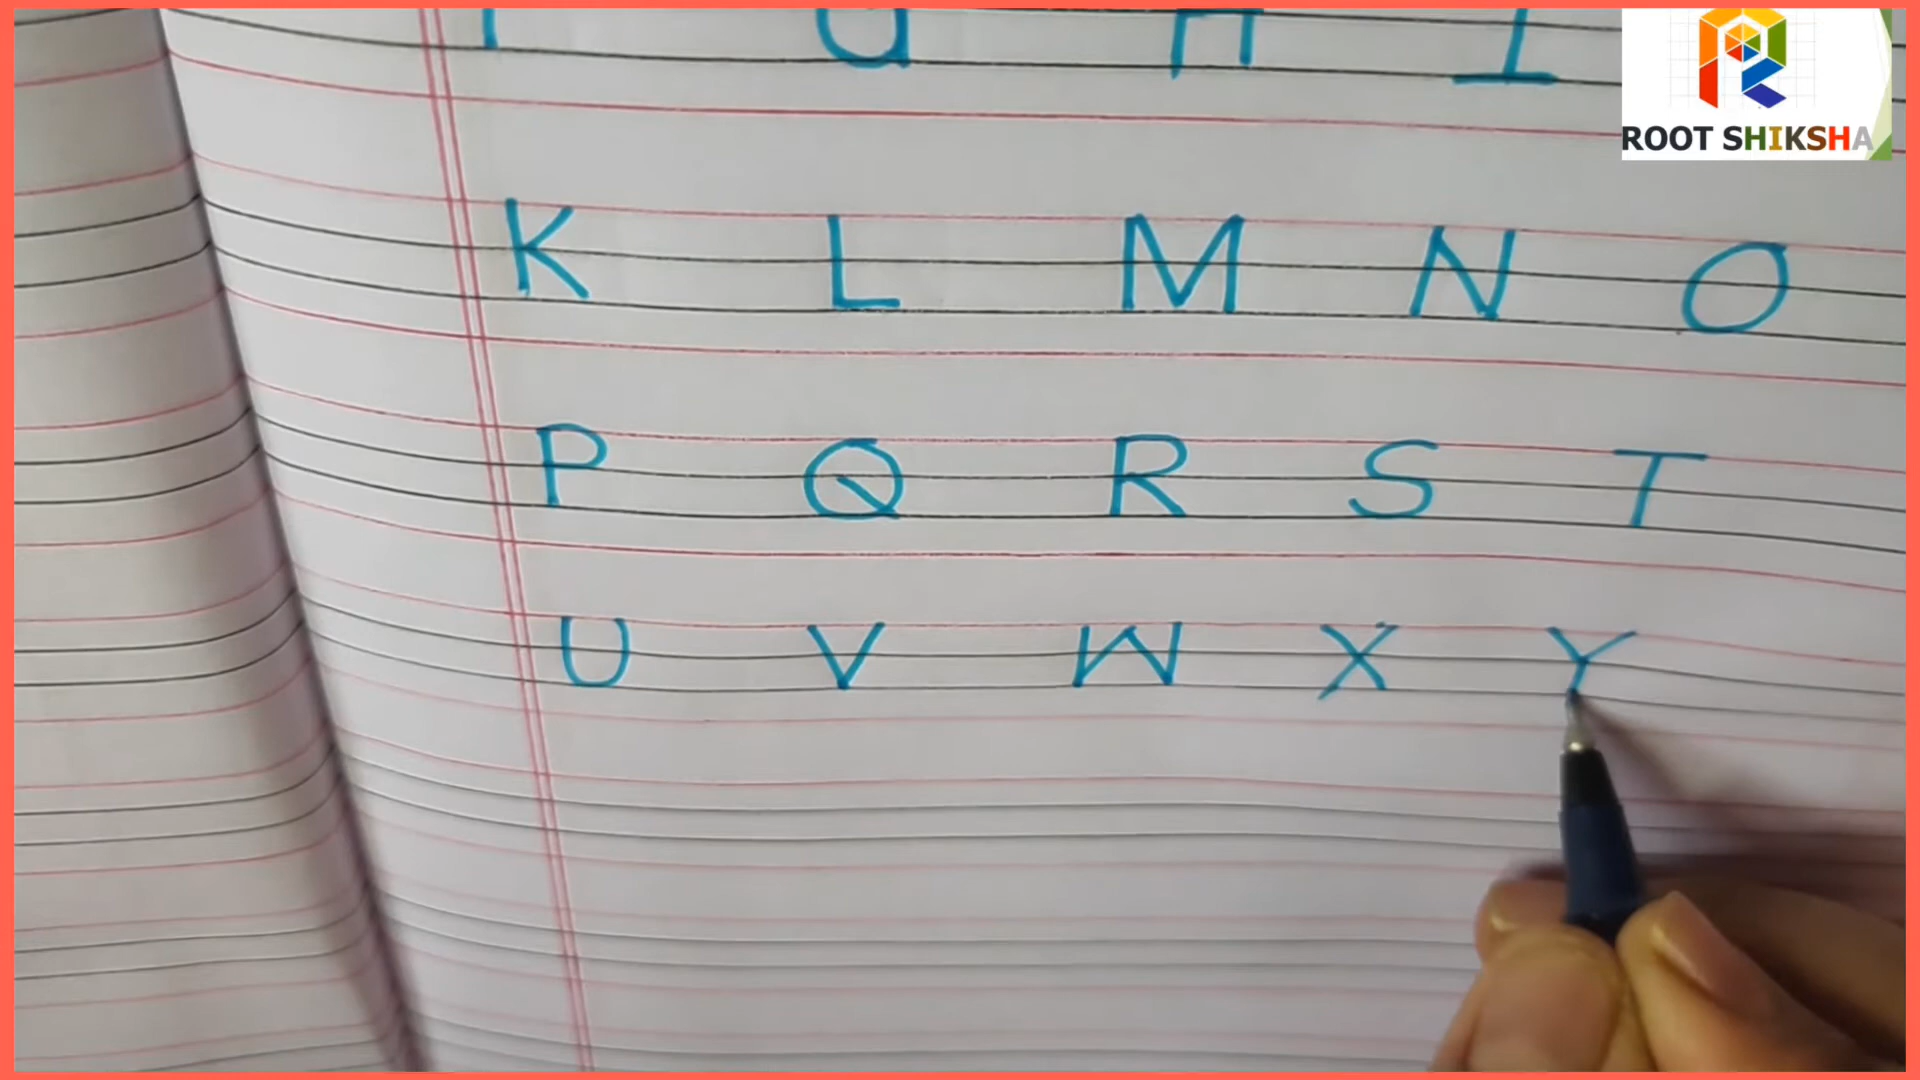 G H I
ROOT SHIKSHA
K L M N O
P Q R S T
U V W X Y